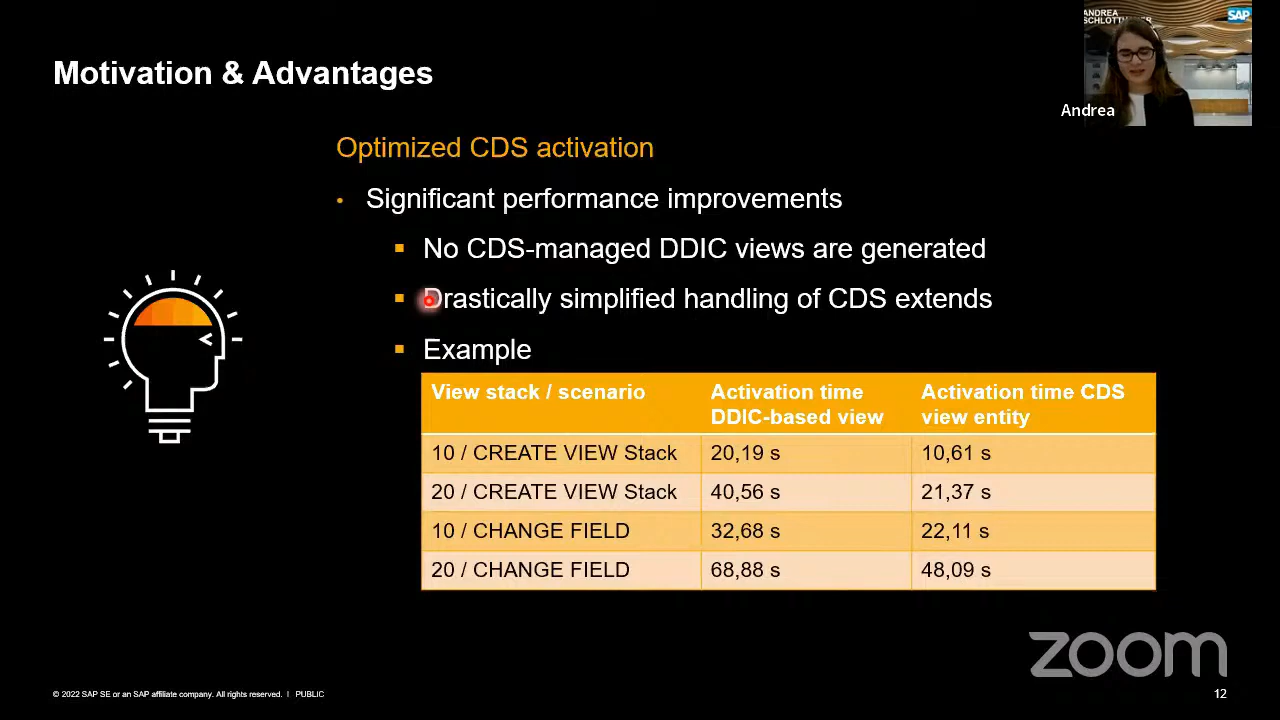 ANDREA
SAP
Motivation & Advantages
Andrea
Optimized CDS activation
• Significant performance improvements
▪ No CDS-managed DDIC views are generated
▪ Drastically simplified handling of CDS extends
▪ Example
View stack / scenario
Activation time
DDIC-based view
Activation time CDS
view entity
10 / CREATE VIEW Stack 20,19 s 10,61 s
20 / CREATE VIEW Stack 40,56 s 21,37 s
10 / CHANGE FIELD 32,68 s 22,11 s
20 / CHANGE FIELD 68,88 s 48,09 s
zoom
© 2022 SAP SE or an SAP affiliate company. All rights reserved. | PUBLIC
12